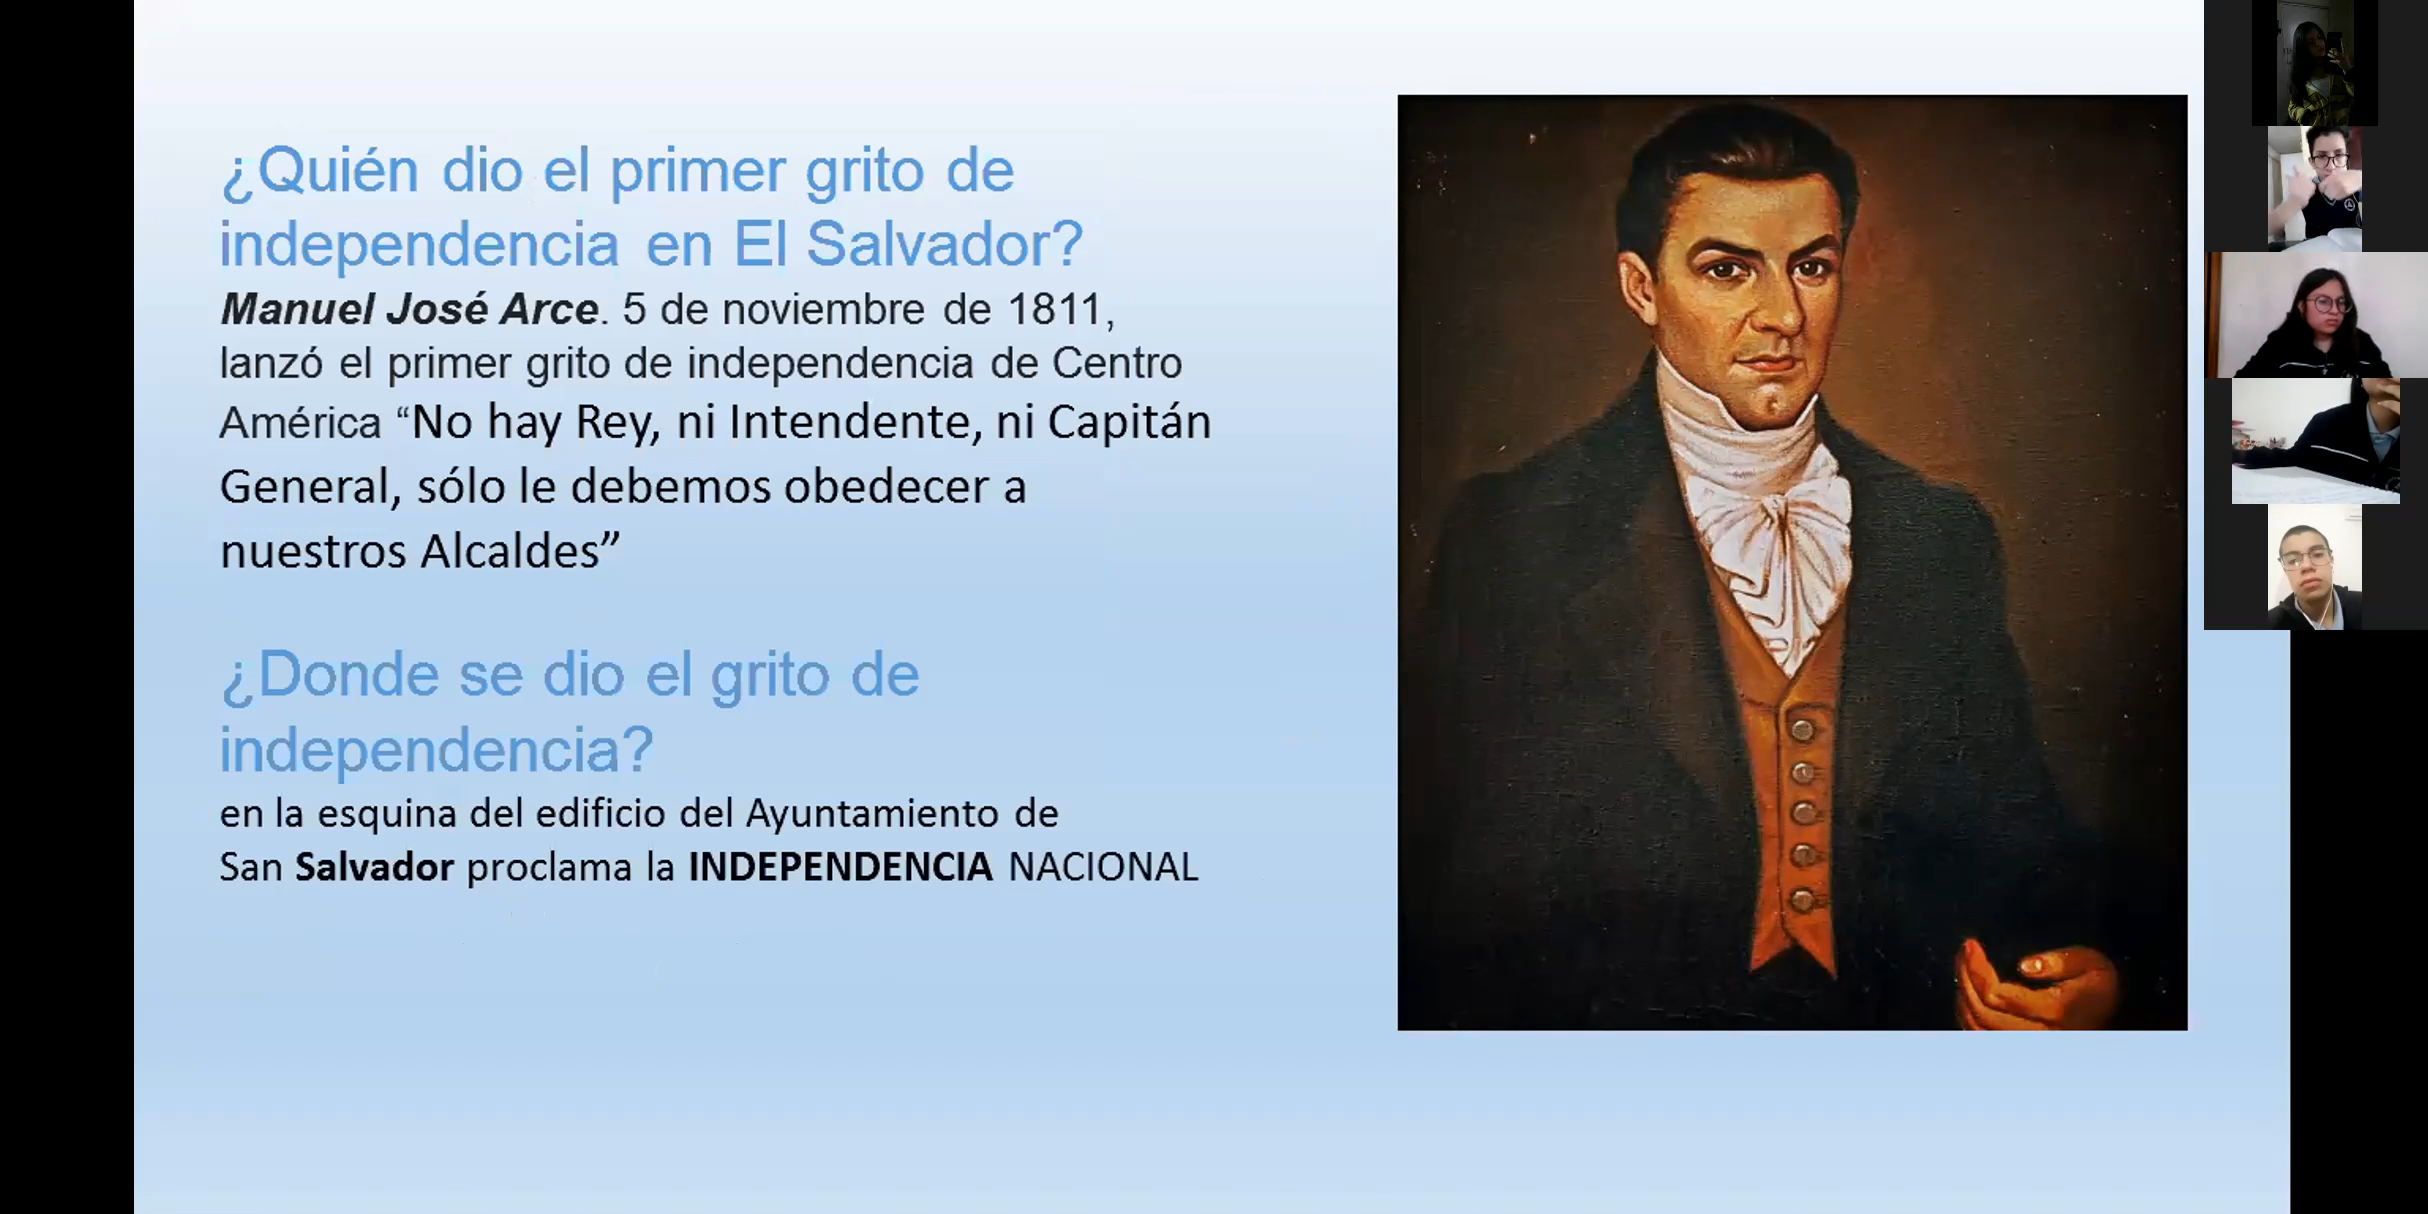 ¿Quién dio el primer grito de
independencia en El Salvador?
Manuel José Arce. 5 de noviembre de 1811,
lanzó el primer grito de independencia de Centro
América “No hay Rey, ni Intendente, ni Capitán
General, sólo le debemos obedecer a
nuestros Alcaldes”
¿Donde se dio el grito de
independencia?
en la esquina del edificio del Ayuntamiento de
San Salvador proclama la INDEPENDENCIA NACIONAL